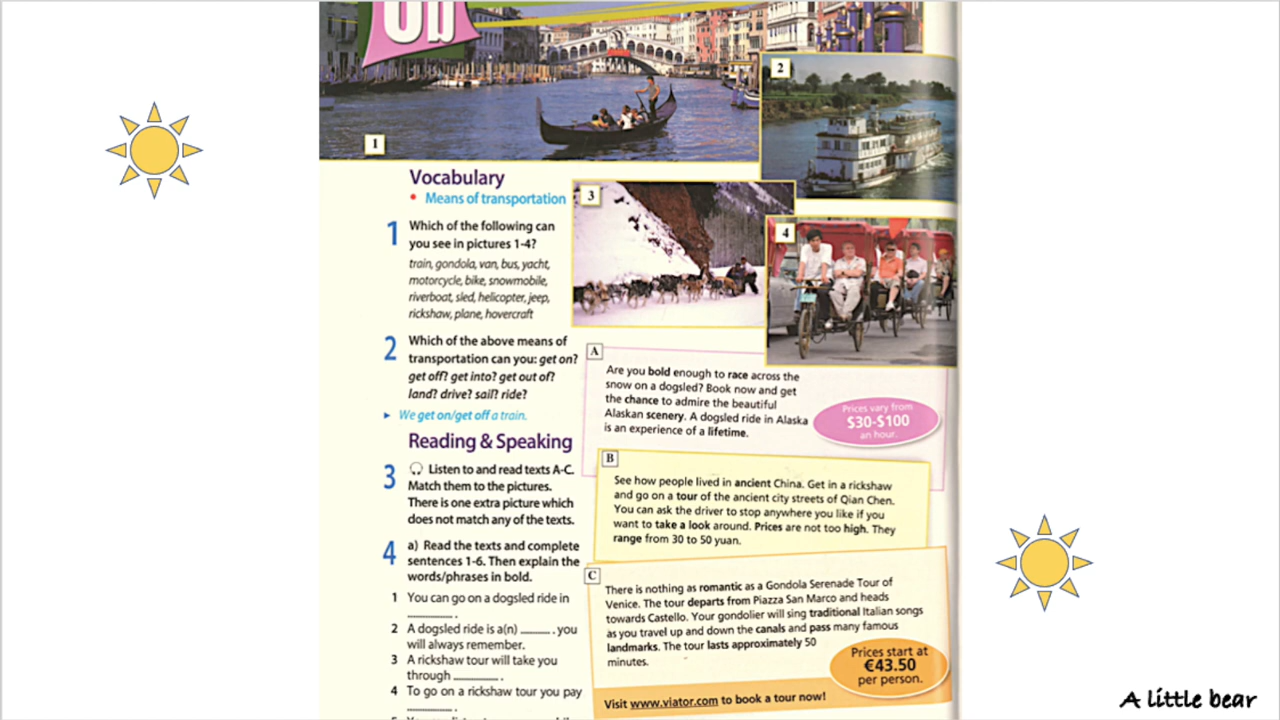 Up
1
2
3
4
Vocabulary
• Means of transportation
1 Which of the following can
you see in pictures 1-4?
train, gondola, van, bus, yacht,
motorcycle, bike, snowmobile,
riverboat, sled, helicopter, jeep,
rickshaw, plane, hovercraft
2 Which of the above means of
transportation can you: get on?
get off? get into? get out of?
land? drive? sail? ride?
► We get on/get off a train.
Reading & Speaking
3 Listen to and read texts A-C.
Match them to the pictures.
There is one extra picture which
does not match any of the texts.
4 a) Read the texts and complete
sentences 1-6. Then explain the
words/phrases in bold.
1 You can go on a dogsled ride in
............ .
2 A dogsled ride is a(n) ........ . you
will always remember.
3 A rickshaw tour will take you
through ............ .
4 To go on a rickshaw tour you pay
............ .
A
Are you bold enough to race across the
snow on a dogsled? Book now and get
the chance to admire the beautiful
Alaskan scenery. A dogsled ride in Alaska
is an experience of a lifetime.
Prices vary from
$30-$100
an hour.
B
See how people lived in ancient China. Get in a rickshaw
and go on a tour of the ancient city streets of Qian Chen.
You can ask the driver to stop anywhere you like if you
want to take a look around. Prices are not too high. They
range from 30 to 50 yuan.
C
There is nothing as romantic as a Gondola Serenade Tour of
Venice. The tour departs from Piazza San Marco and heads
towards Castello. Your gondolier will sing traditional Italian songs
as you travel up and down the canals and pass many famous
landmarks. The tour lasts approximately 50
minutes.
Prices start at
€43.50
per person.
Visit www.viator.com to book a tour now!
A little bear